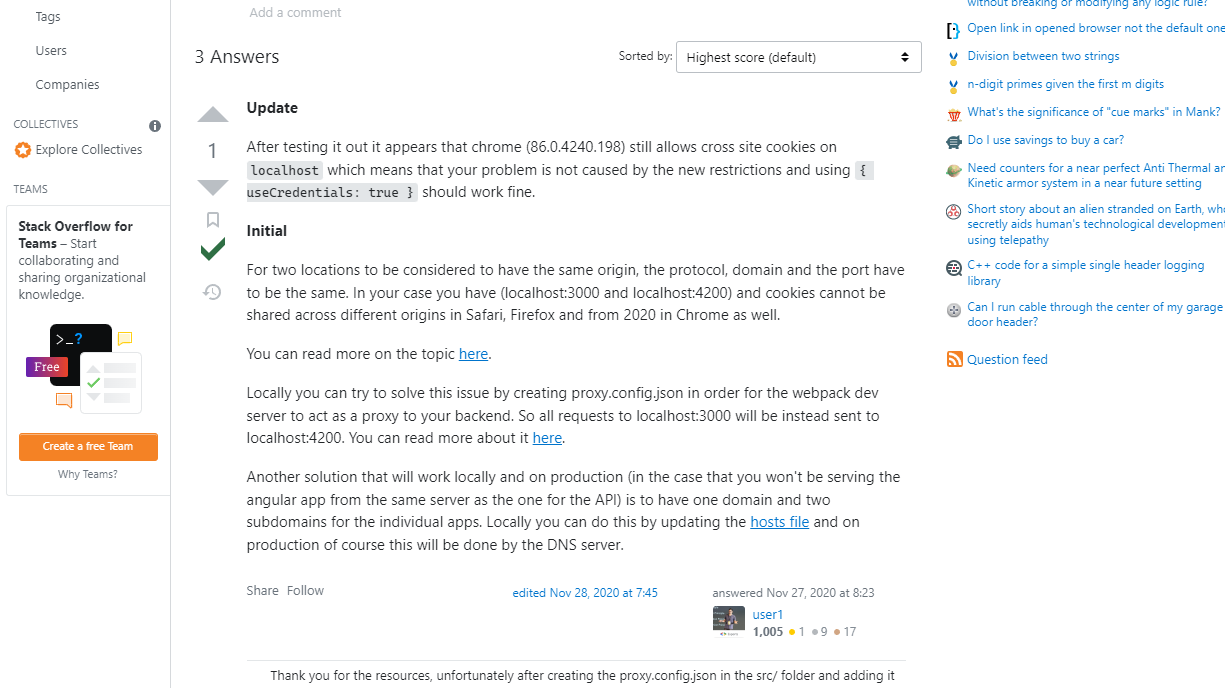 Tags
Users
Companies
COLLECTIVES
Explore Collectives
TEAMS
Stack Overflow for
Teams – Start
collaborating and
sharing organizational
knowledge.
>_?
Free
Create a free Team
Why Teams?
Add a comment
3 Answers
Sorted by:
Highest score (default)
1
Update
After testing it out it appears that chrome (86.0.4240.198) still allows cross site cookies on
localhost which means that your problem is not caused by the new restrictions and using {
useCredentials: true } should work fine.
Initial
For two locations to be considered to have the same origin, the protocol, domain and the port have
to be the same. In your case you have (localhost:3000 and localhost:4200) and cookies cannot be
shared across different origins in Safari, Firefox and from 2020 in Chrome as well.
You can read more on the topic here.
Locally you can try to solve this issue by creating proxy.config.json in order for the webpack dev
server to act as a proxy to your backend. So all requests to localhost:3000 will be instead sent to
localhost:4200. You can read more about it here.
Another solution that will work locally and on production (in the case that you won't be serving the
angular app from the same server as the one for the API) is to have one domain and two
subdomains for the individual apps. Locally you can do this by updating the hosts file and on
production of course this will be done by the DNS server.
Share Follow
edited Nov 28, 2020 at 7:45
answered Nov 27, 2020 at 8:23
user1
1,005 1 9 17
Thank you for the resources, unfortunately after creating the proxy.config.json in the src/ folder and adding it
without breaking or modifying any logic rule?
Open link in opened browser not the default one
Division between two strings
n-digit primes given the first m digits
What's the significance of "cue marks" in Mank?
Do I use savings to buy a car?
Need counters for a near perfect Anti Thermal an
Kinetic armor system in a near future setting
Short story about an alien stranded on Earth, who
secretly aids human's technological development
using telepathy
C++ code for a simple single header logging
library
Can I run cable through the center of my garage
door header?
Question feed